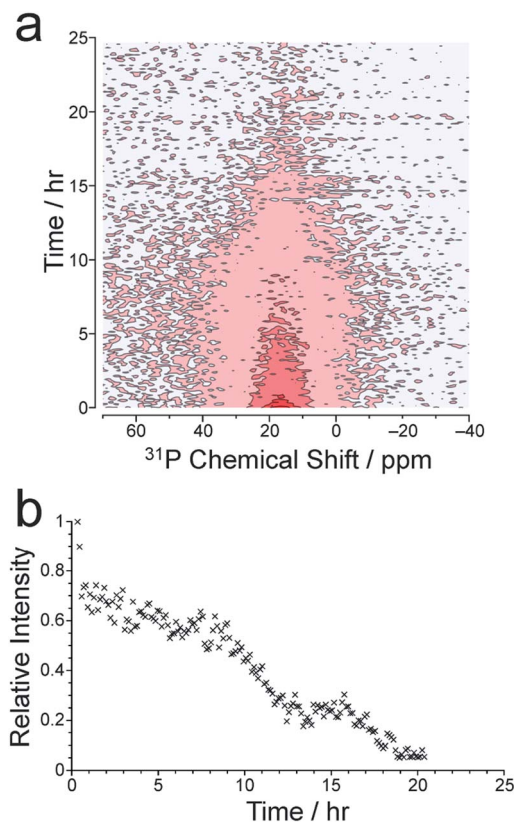 a
25
20
15
10
5
0
Time / hr
60 40 20 0 –20 –40
³¹P Chemical Shift / ppm
b
1
0.8
0.6
0.4
0.2
0
Relative Intensity
0 5 10 15 20 25
Time / hr